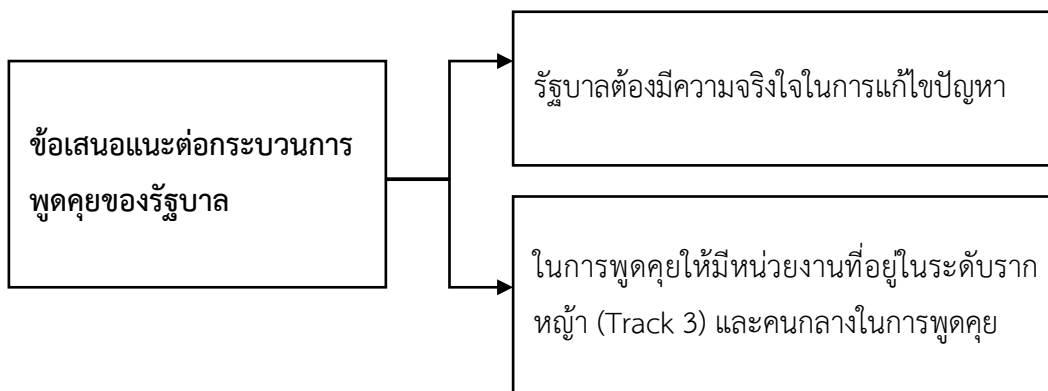 ข้อเสนอแนะต่อกระบวนการ
พูดคุยของรัฐบาล
รัฐบาลต้องมีความจริงใจในการแก้ไขปัญหา
ในการพูดคุยให้มีหน่วยงานที่อยู่ในระดับราก
หญ้า (Track 3) และคนกลางในการพูดคุย